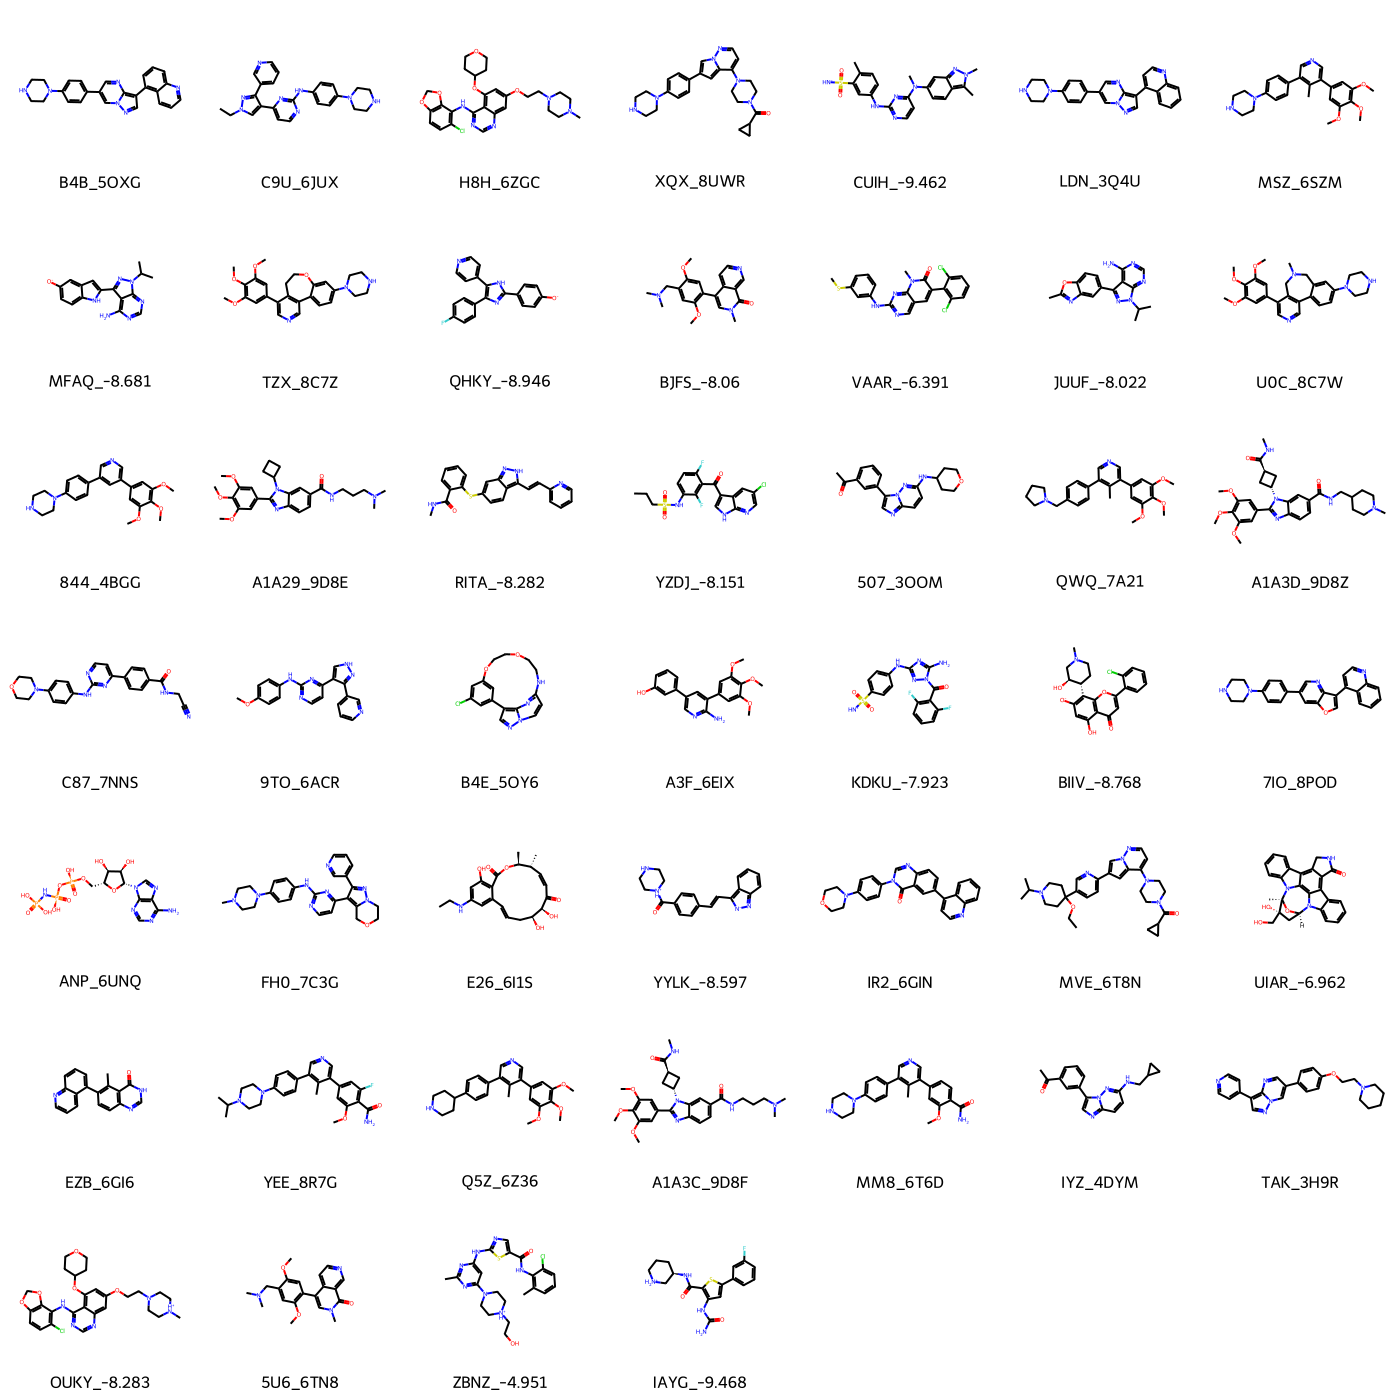 B4B_5OXG
C9U_6JUX
H8H_6ZGC
XQX_8UWR
CUIH_-9.462
LDN_3Q4U
MSZ_6SZM
MFAQ_-8.681
TZX_8C7Z
QHKY_-8.946
BJFS_-8.06
VAAR_-6.391
JUUF_-8.022
U0C_8C7W
844_4BGG
A1A29_9D8E
RITA_-8.282
YZDJ_-8.151
507_3OOM
QWQ_7A21
A1A3D_9D8Z
C87_7NNS
9TO_6ACR
B4E_5OY6
A3F_6EIX
KDKU_-7.923
BIIV_-8.768
7IO_8POD
ANP_6UNQ
FH0_7C3G
E26_6I1S
YYLK_-8.597
IR2_6GIN
MVE_6T8N
UIAR_-6.962
EZB_6GI6
YEE_8R7G
Q5Z_6Z36
A1A3C_9D8F
MM8_6T6D
IYZ_4DYM
TAK_3H9R
OUKY_-8.283
5U6_6TN8
ZBNZ_-4.951
IAYG_-9.468